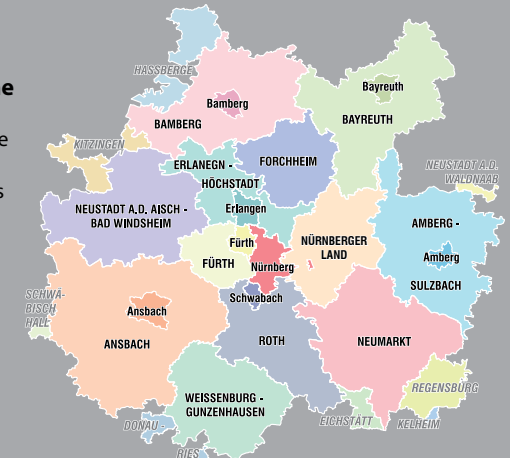 ne
e
s
HASSBERGE
Bamberg
BAMBERG
Bayreuth
BAYREUTH
KITZINGEN
ERLANEGN -
HÖCHSTADT
FORCHHEIM
NEUSTADT A.D.
WALDNAAB
Erlangen
NEUSTADT A.D. AISCH -
BAD WINDSHEIM
AMBERG -
Amberg
SULZBACH
Fürth
FÜRTH
Nürnberg
NÜRNBERGER
LAND
SCHWÄ-
BISCH
HALL
Schwabach
Ansbach
ANSBACH
ROTH
NEUMARKT
WEISSENBURG -
GUNZENHAUSEN
REGENSBURG
EICHSTÄTT
KELHEIM
DONAU -
RIES